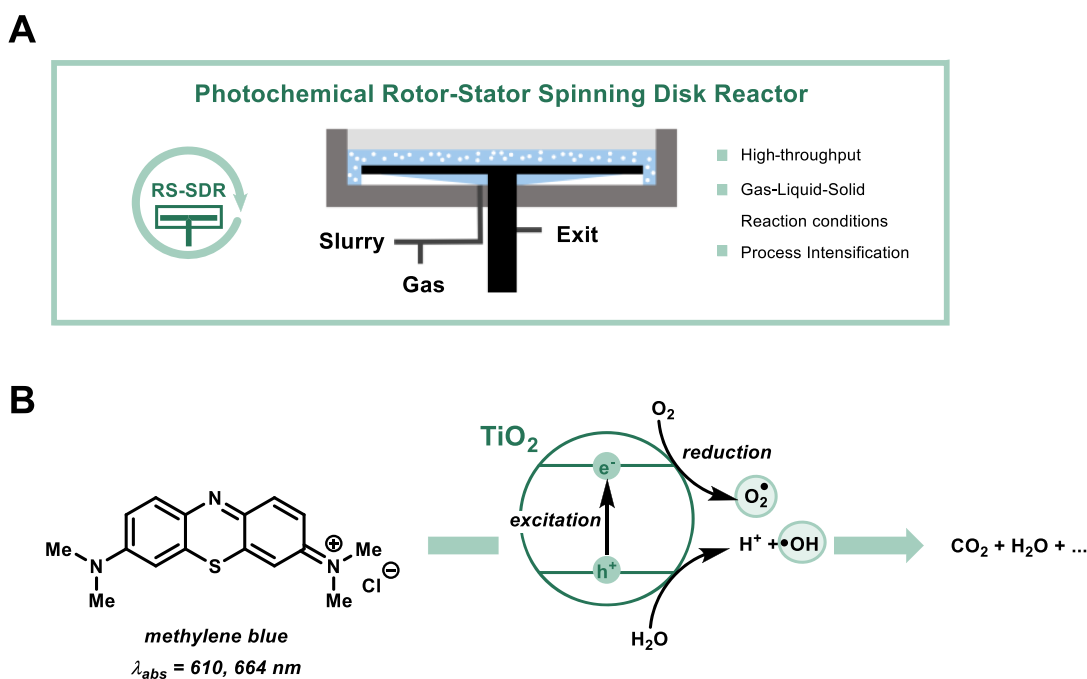 A
Photochemical Rotor-Stator Spinning Disk Reactor
RS-SDR
Slurry
Gas
Exit
High-throughput
Gas-Liquid-Solid
Reaction conditions
Process Intensification
B
N
S
Me
N
Me
⊕
N
Me
Me
Cl⊖
methylene blue
λabs = 610, 664 nm
TiO2
O2
reduction
e-
O2•
excitation
h+
H+ + •OH
H2O
CO2 + H2O + ...